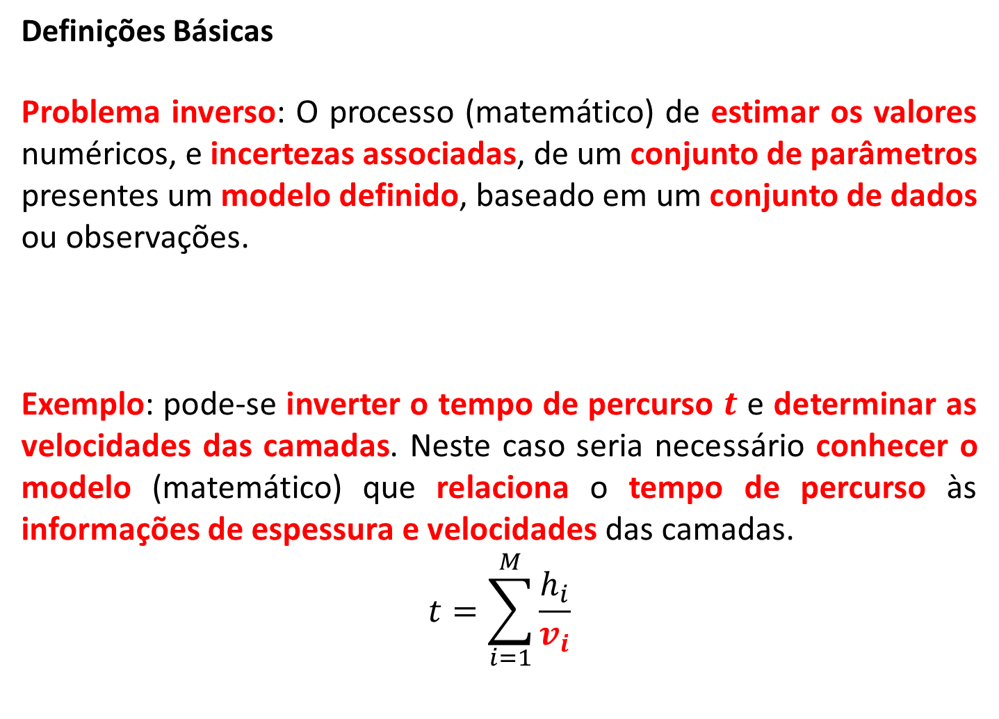 Definições Básicas
Problema inverso: O processo (matemático) de estimar os valores
numéricos, e incertezas associadas, de um conjunto de parâmetros
presentes um modelo definido, baseado em um conjunto de dados
ou observações.
Exemplo: pode-se inverter o tempo de percurso t e determinar as
velocidades das camadas. Neste caso seria necessário conhecer o
modelo (matemático) que relaciona o tempo de percurso às
informações de espessura e velocidades das camadas.
t = \sum_{i=1}^{M} \frac{h_i}{v_i}